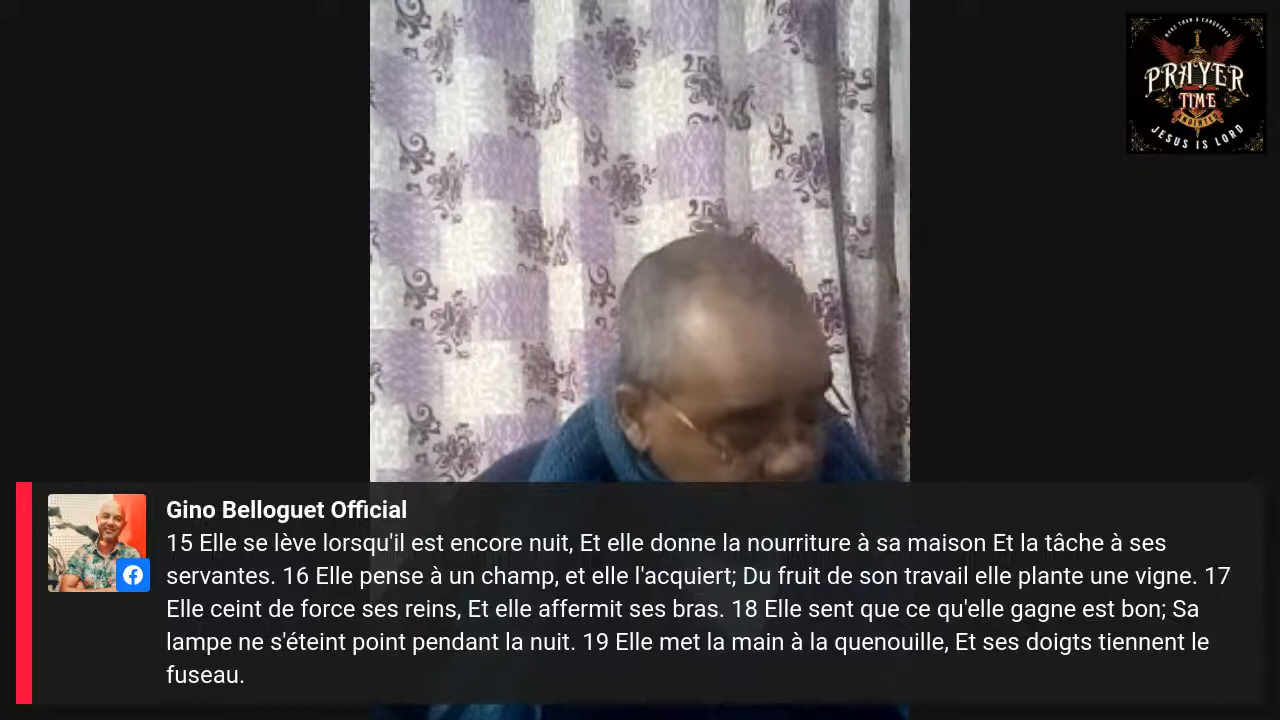 MORE THAN A CONQUEROR
PRAYER
TIME
ANOINTED
JESUS IS LORD
Gino Belloguet Official
15 Elle se lève lorsqu'il est encore nuit, Et elle donne la nourriture à sa maison Et la tâche à ses
servantes. 16 Elle pense à un champ, et elle l'acquiert; Du fruit de son travail elle plante une vigne. 17
Elle ceint de force ses reins, Et elle affermit ses bras. 18 Elle sent que ce qu'elle gagne est bon; Sa
lampe ne s'éteint point pendant la nuit. 19 Elle met la main à la quenouille, Et ses doigts tiennent le
fuseau.